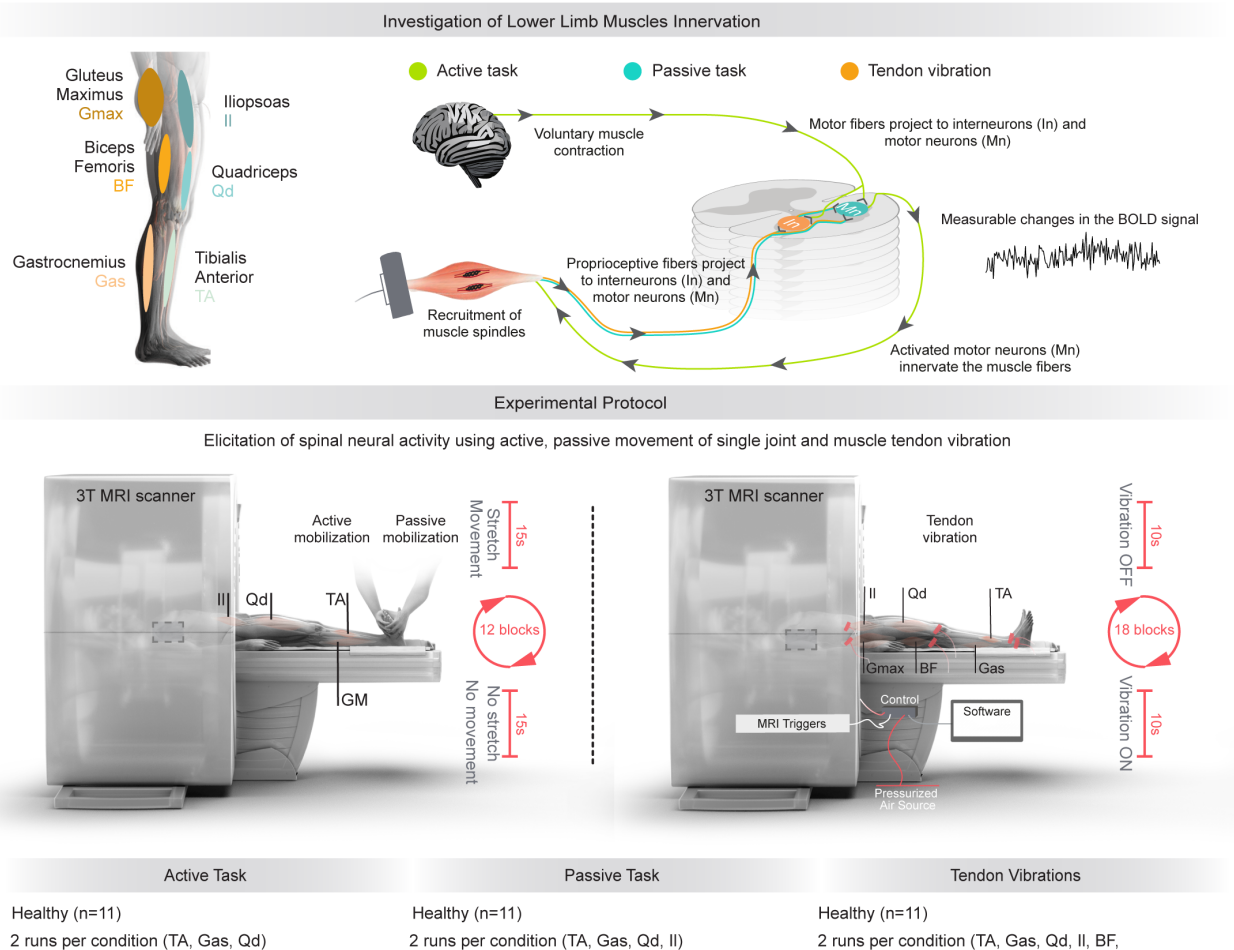 Investigation of Lower Limb Muscles Innervation
Gluteus
Maximus
Gmax
Iliopsoas
Il
Biceps
Femoris
BF
Quadriceps
Qd
Gastrocnemius
Gas
Tibialis
Anterior
TA
Active task
Passive task
Tendon vibration
Voluntary muscle
contraction
Motor fibers project to interneurons (In) and
motor neurons (Mn)
In
Mn
Measurable changes in the BOLD signal
Proprioceptive fibers project
to interneurons (In) and
motor neurons (Mn)
Recruitment of
muscle spindles
Activated motor neurons (Mn)
innervate the muscle fibers
Experimental Protocol
Elicitation of spinal neural activity using active, passive movement of single joint and muscle tendon vibration
3T MRI scanner
Active
mobilization
Passive
mobilization
Il
Qd
TA
GM
Stretch
Movement
15s
12 blocks
No stretch
No movement
15s
3T MRI scanner
Tendon
vibration
Il
Qd
TA
Gmax
BF
Gas
Control
MRI Triggers
Software
Pressurized
Air Source
Vibration OFF
10s
18 blocks
Vibration ON
10s
Active Task
Healthy (n=11)
2 runs per condition (TA, Gas, Qd)
Passive Task
Healthy (n=11)
2 runs per condition (TA, Gas, Qd, Il)
Tendon Vibrations
Healthy (n=11)
2 runs per condition (TA, Gas, Qd, Il, BF,